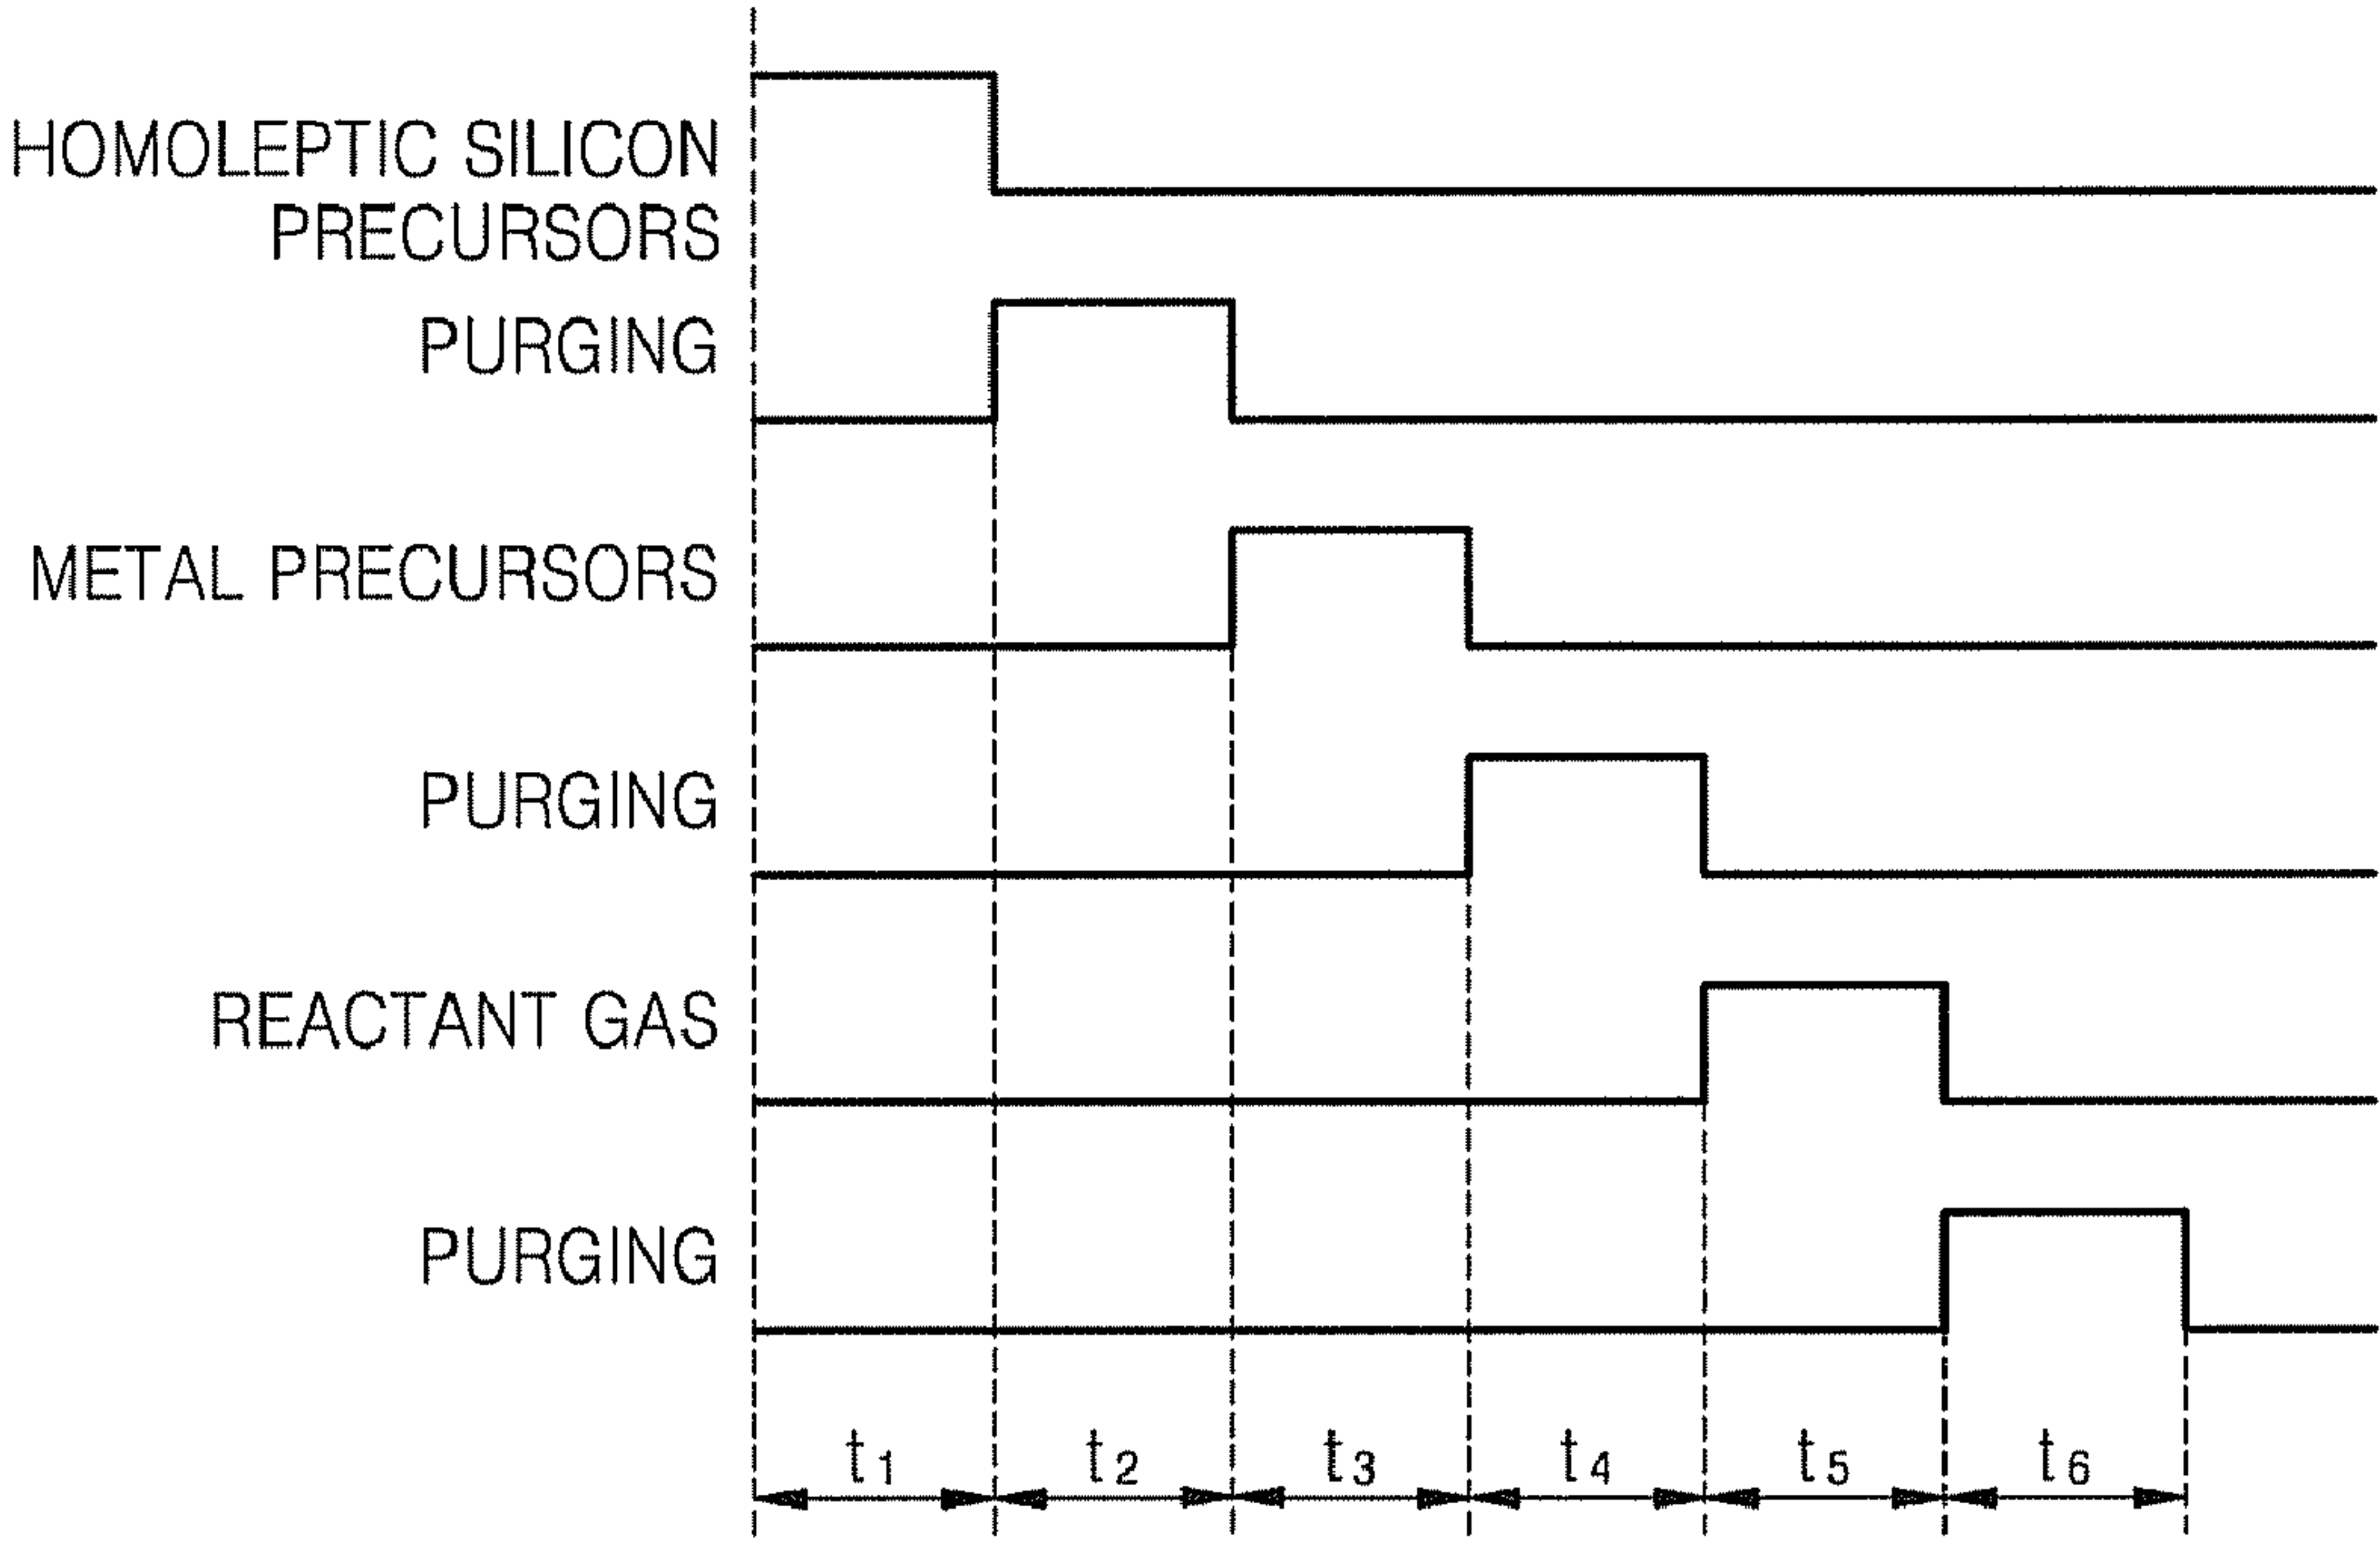 HOMOLEPTIC SILICON
PRECURSORS
PURGING
METAL PRECURSORS
PURGING
REACTANT GAS
PURGING
t1 t2 t3 t4 t5 t6